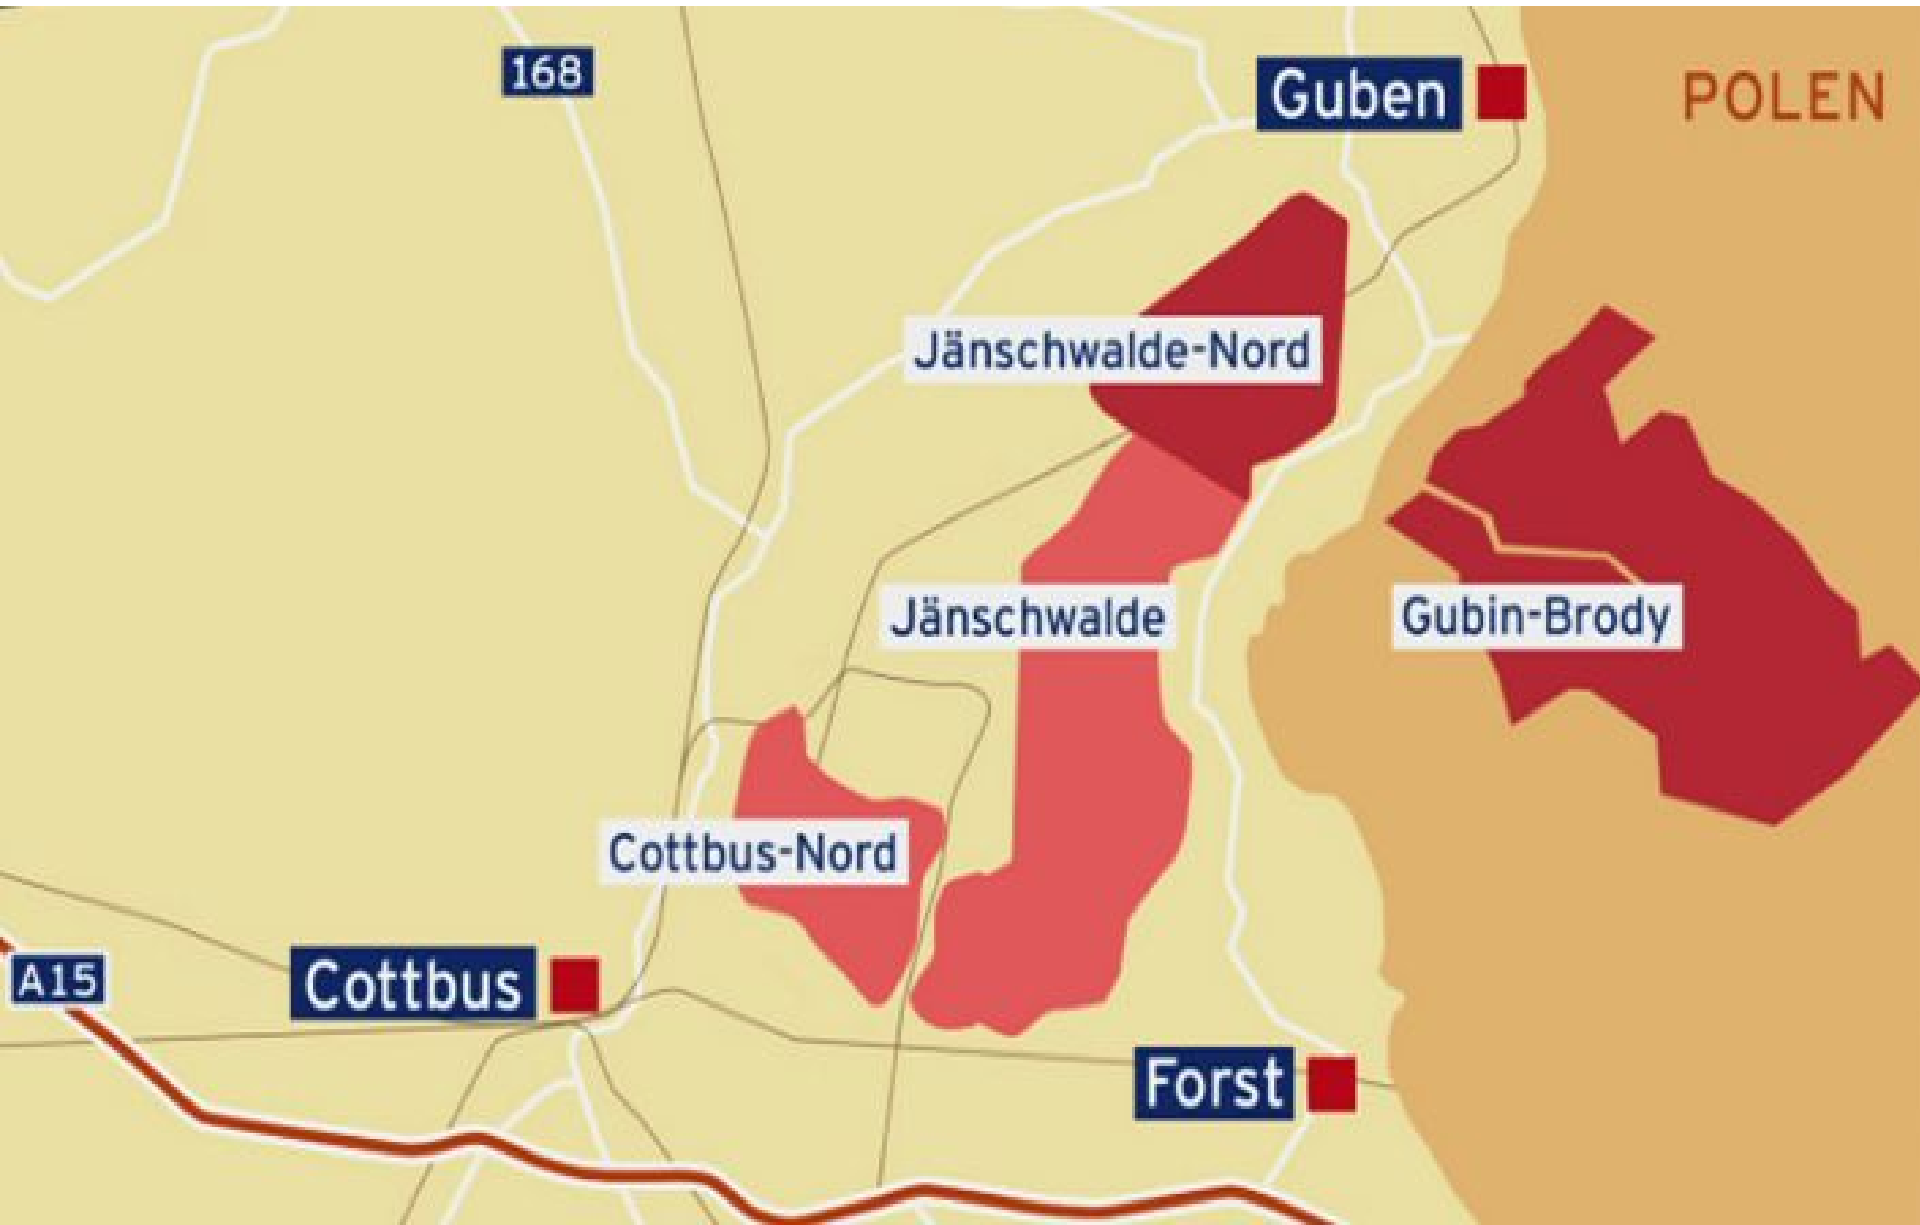 168
Guben
POLEN
Jänschwalde-Nord
Jänschwalde
Gubin-Brody
Cottbus-Nord
A15
Cottbus
Forst